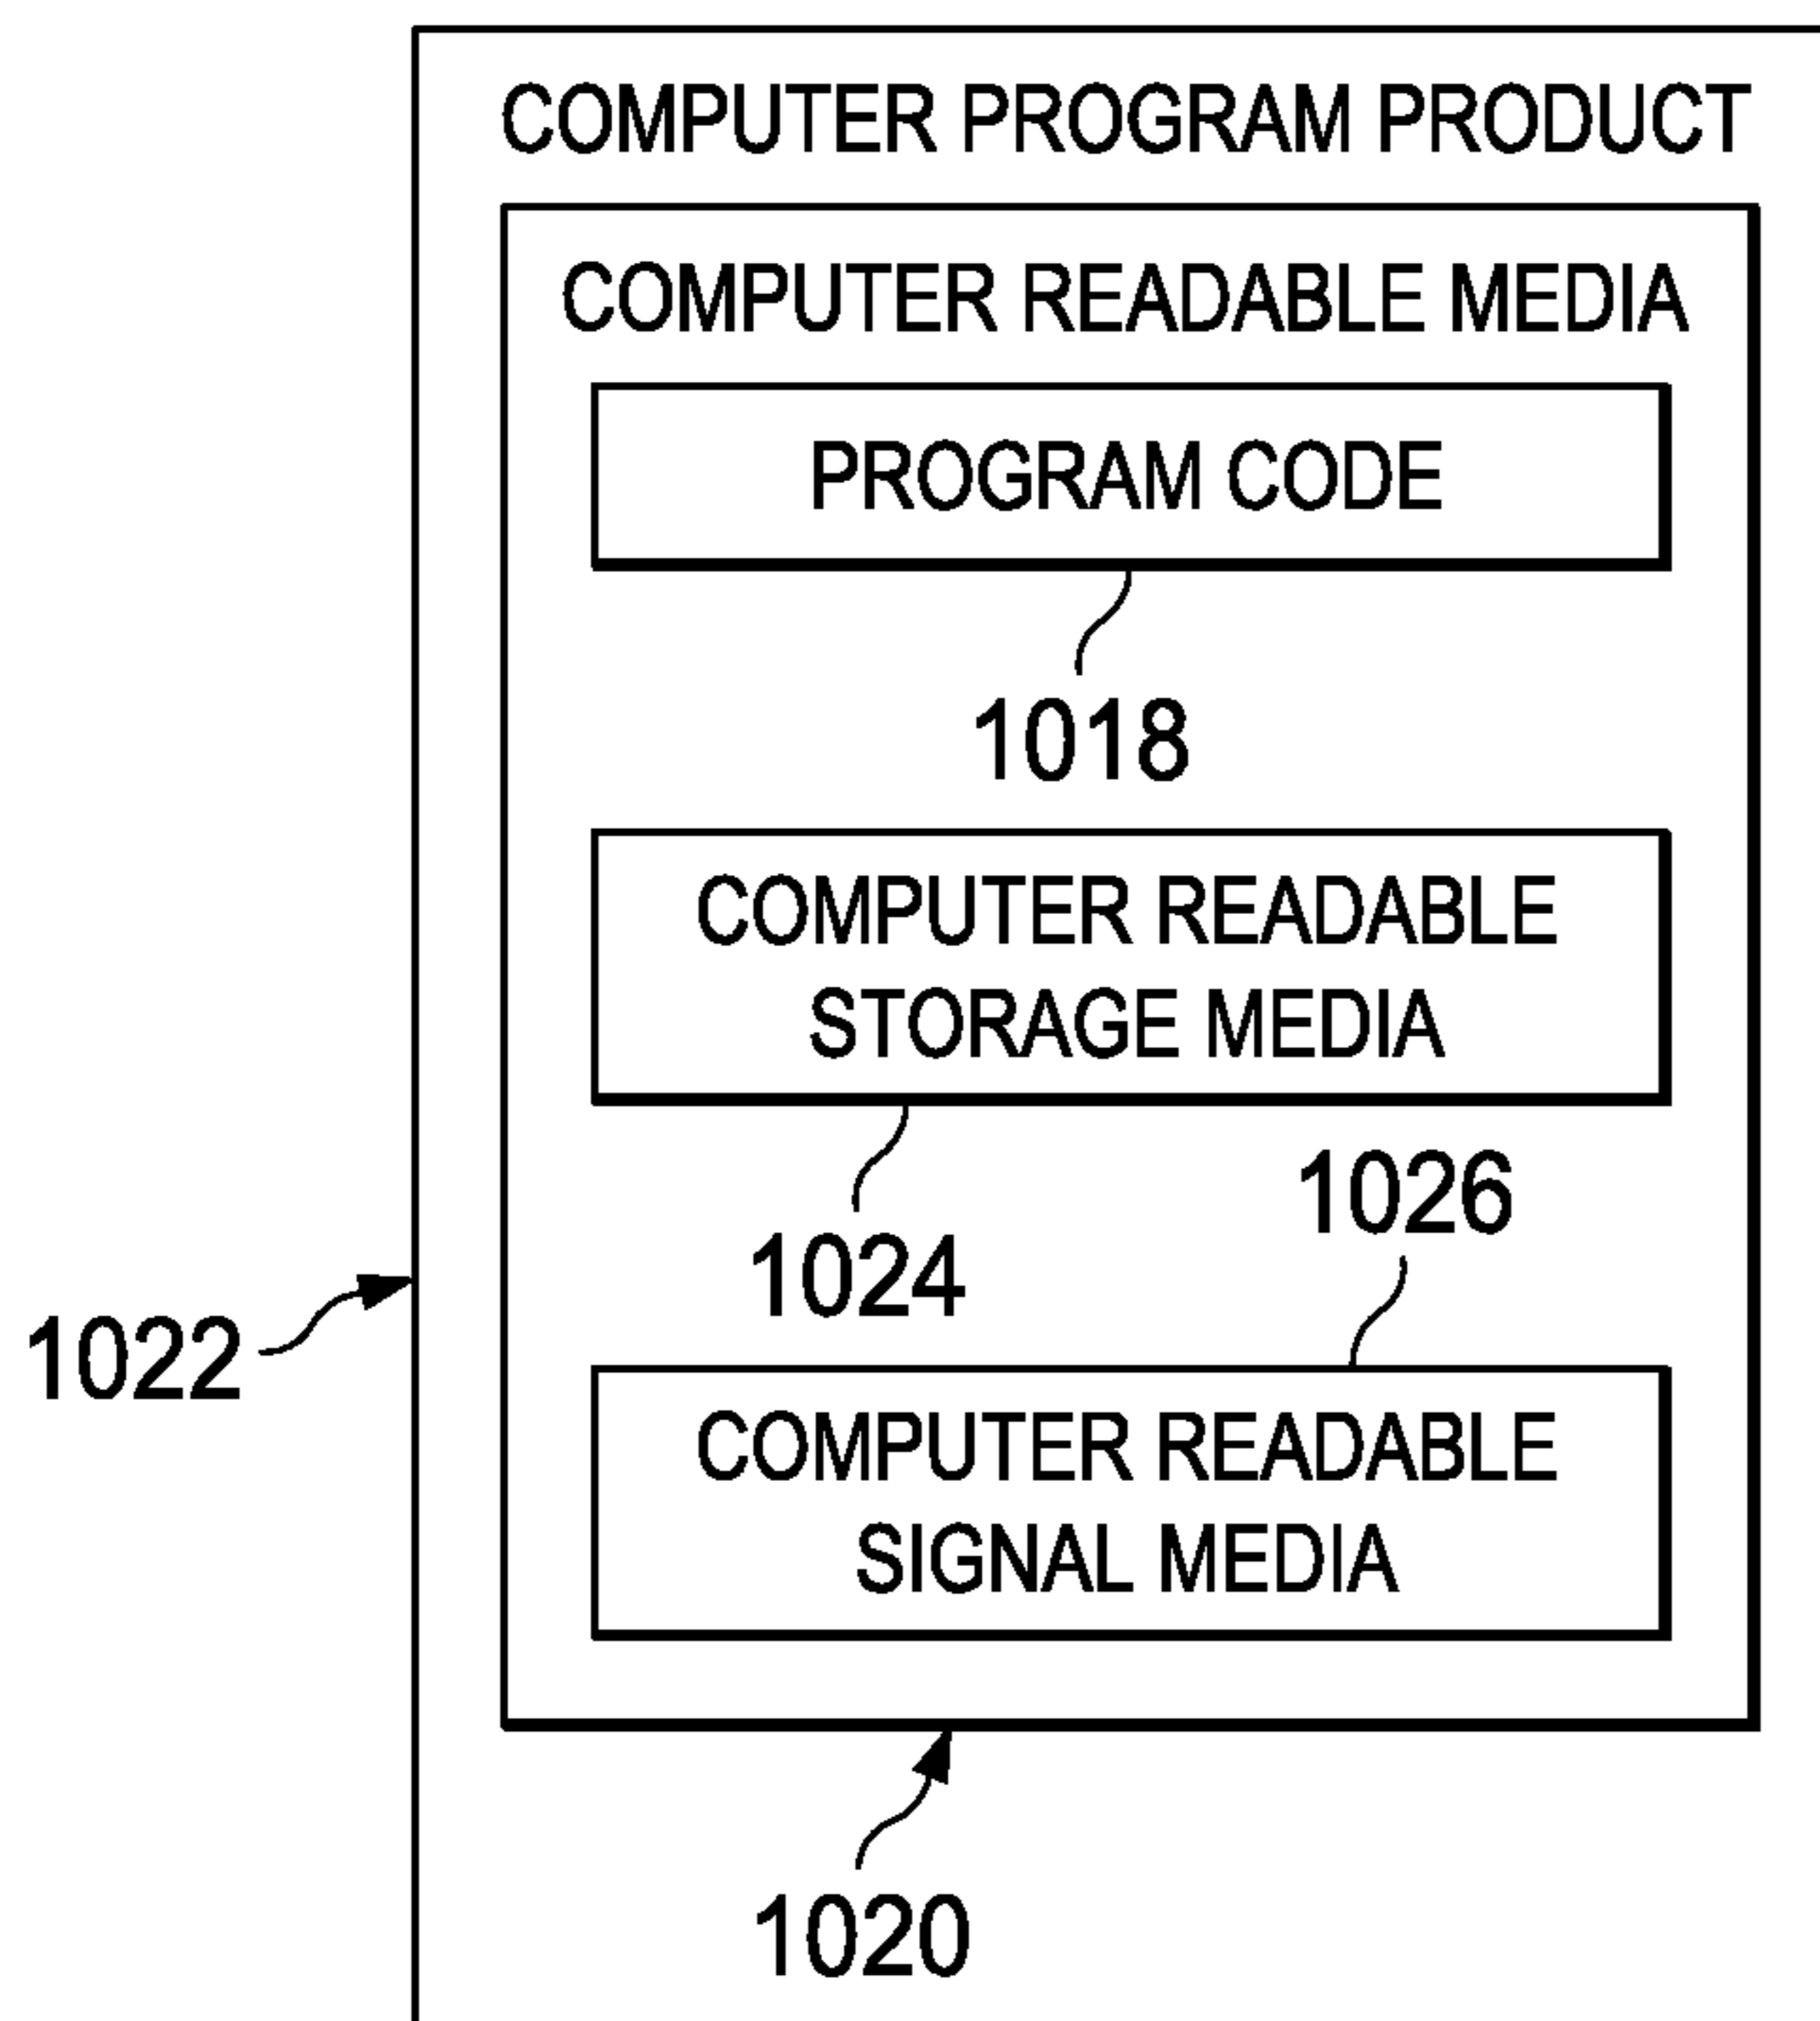 COMPUTER PROGRAM PRODUCT
COMPUTER READABLE MEDIA
PROGRAM CODE
1018
COMPUTER READABLE
STORAGE MEDIA
1026
1024
1022
COMPUTER READABLE
SIGNAL MEDIA
1020